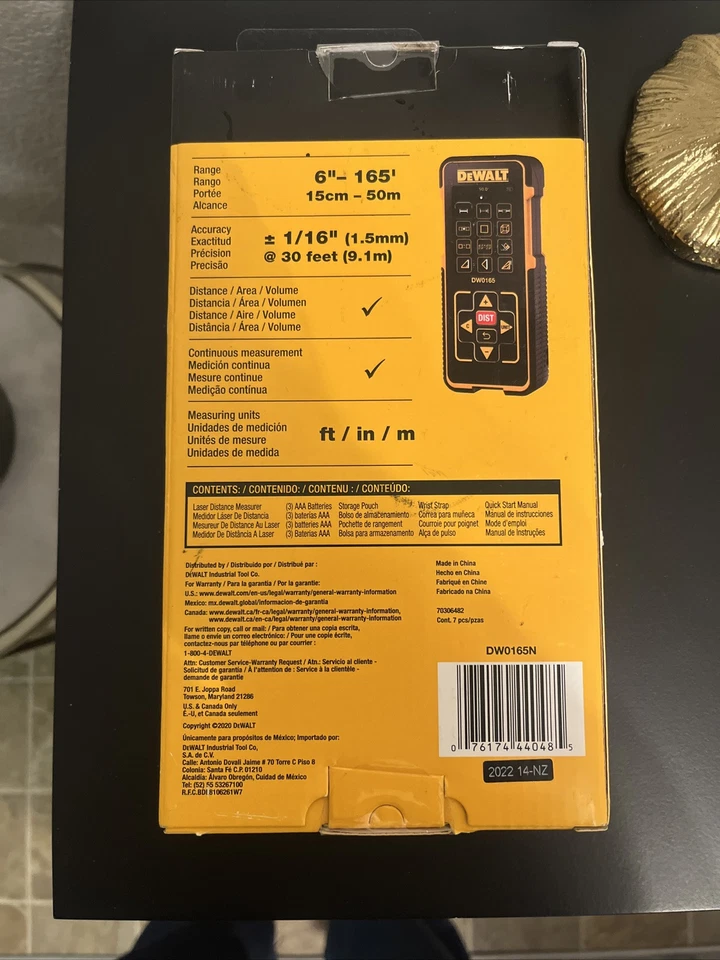 Range
Rango
Portée
Alcance
6"– 165'
15cm – 50m
Accuracy
Exactitud
Précision
Precisão
± 1/16" (1.5mm)
@ 30 feet (9.1m)
Distance / Area / Volume
Distancia / Área / Volumen
Distance / Aire / Volume
Distância / Área / Volume
✓
Continuous measurement
Medición continua
Mesure continue
Medição contínua
✓
Measuring units
Unidades de medición
Unités de mesure
Unidades de medida
ft / in / m
DEWALT
DW0165
DIST
CONTENTS: / CONTENIDO: / CONTENU : / CONTEÚDO:
Laser Distance Measurer (3) AAA Batteries Storage Pouch Wrist Strap Quick Start Manual
Medidor Láser De Distancia (3) baterías AAA Bolso de almacenamiento Correa para muñeca Manual de instrucciones
Mesureur De Distance Au Laser (3) batteries AAA Pochette de rangement Courroie pour poignet Mode d'emploi
Medidor De Distância A Laser (3) Baterias AAA Bolsa para armazenamento Alça de pulso Manual de instruções
Distributed by / Distribuido por / Distribué par :
DEWALT Industrial Tool Co.
For Warranty / Para la garantía / Por la garantie:
U.S.: www.dewalt.com/en-us/legal/warranty/general-warranty-information
Mexico: mx.dewalt.global/informacion-de-garantia
Canada: www.dewalt.ca/fr-ca/legal/warranty/general-warranty-information,
www.dewalt.ca/en-ca/legal/warranty/general-warranty-information
For written copy, call or mail: / Para obtener una copia escrita,
llame o envíe un correo electrónico: / Pour une copie écrite,
contactez-nous par téléphone ou par courrier :
1-800-4-DEWALT
Attn: Customer Service-Warranty Request / Atn.: Servicio al cliente -
Solicitud de garantía / À l'attention de : Service à la clientèle -
demande de garantie
701 E. Joppa Road
Towson, Maryland 21286
U.S. & Canada Only
É.-U, et Canada seulement
Copyright ©2020 DEWALT
Únicamente para propósitos de México; Importado por:
DEWALT Industrial Tool Co,
S.A. de C.V.
Calle: Antonio Dovali Jaime # 70 Torre C Piso 8
Colonia: Santa Fé C.P. 01210
Alcaldía: Álvaro Obregón, Cuidad de México
Tel: (52) 55 53267100
R.F.C.BDI 8106261W7
Made in China
Hecho en China
Fabriqué en Chine
Fabricado na China
70306482
Cont. 7 pcs/pzas
DW0165N
0 76174 44048 5
2022 14-NZ